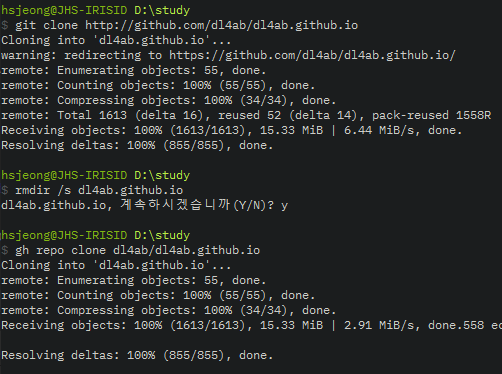 hsjeong@JHS-IRISID D:\study
$ git clone http://github.com/dl4ab/dl4ab.github.io
Cloning into 'dl4ab.github.io'...
warning: redirecting to https://github.com/dl4ab/dl4ab.github.io/
remote: Enumerating objects: 55, done.
remote: Counting objects: 100% (55/55), done.
remote: Compressing objects: 100% (34/34), done.
remote: Total 1613 (delta 16), reused 52 (delta 14), pack-reused 1558R
Receiving objects: 100% (1613/1613), 15.33 MiB | 6.44 MiB/s, done.
Resolving deltas: 100% (855/855), done.
hsjeong@JHS-IRISID D:\study
$ rmdir /s dl4ab.github.io
dl4ab.github.io, 계속하시겠습니까(Y/N)? y
hsjeong@JHS-IRISID D:\study
$ gh repo clone dl4ab/dl4ab.github.io
Cloning into 'dl4ab.github.io'...
remote: Enumerating objects: 55, done.
remote: Counting objects: 100% (55/55), done.
remote: Compressing objects: 100% (34/34), done.
Receiving objects: 100% (1613/1613), 15.33 MiB | 2.91 MiB/s, done.558 ec
Resolving deltas: 100% (855/855), done.